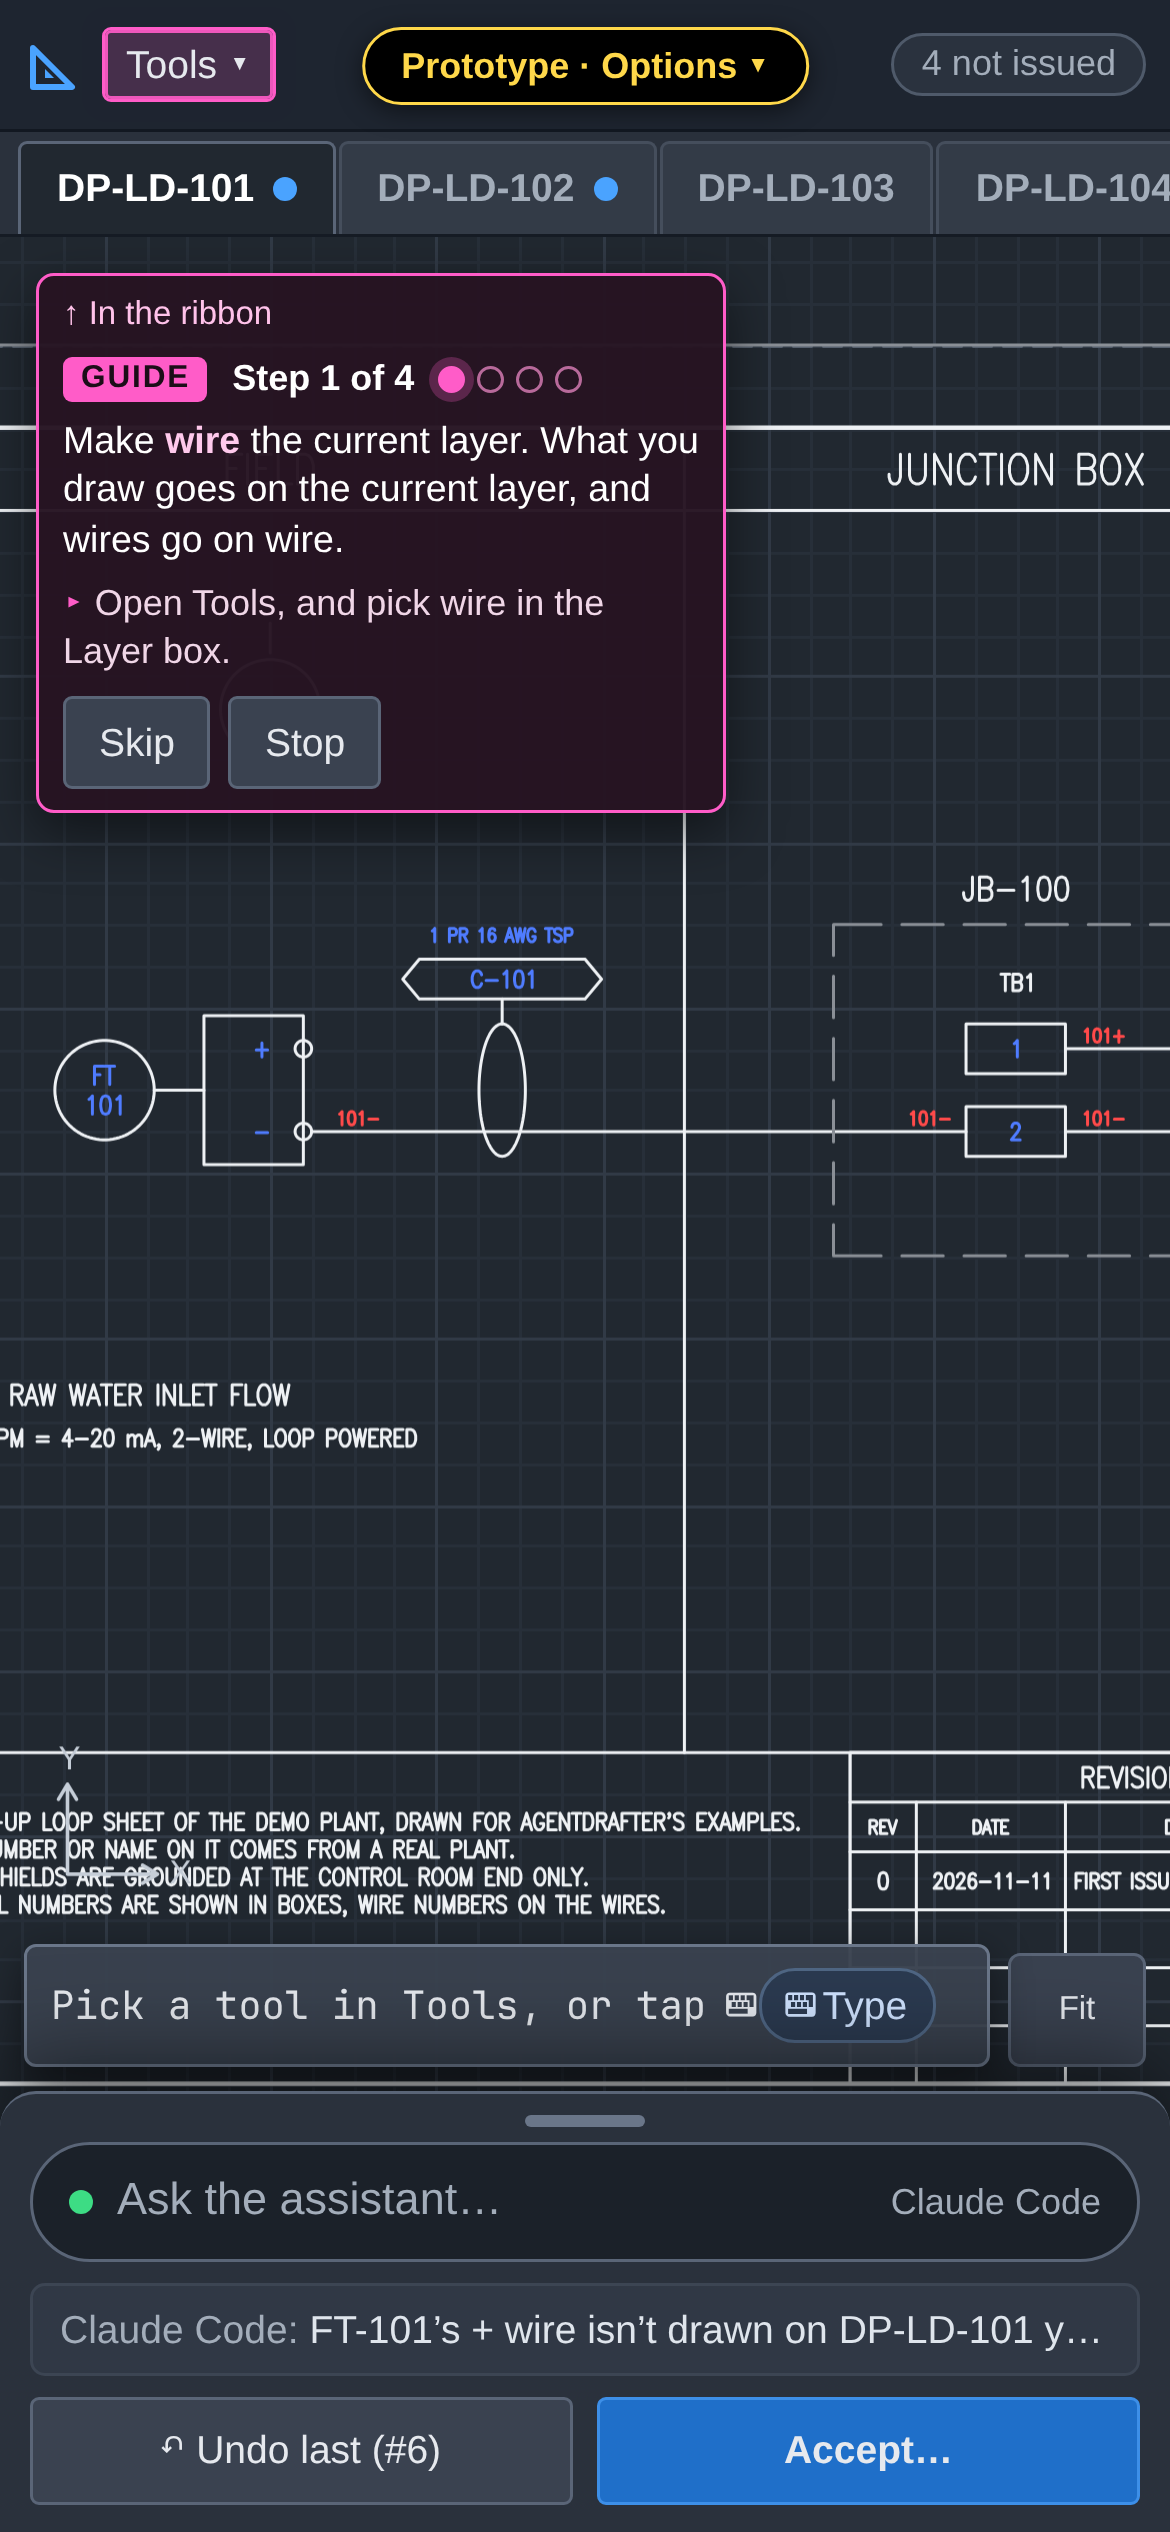 Tools ▼
Prototype · Options ▼
4 not issued
DP-LD-101
DP-LD-102
DP-LD-103
DP-LD-104
↑ In the ribbon
GUIDE Step 1 of 4
Make wire the current layer. What you
draw goes on the current layer, and
wires go on wire.
▸ Open Tools, and pick wire in the
Layer box.
Skip
Stop
JUNCTION BOX
JB-100
1 PR 16 AWG TSP
C-101
TB1
FT
101
+
−
101-
1
101+
101-
2
101-
RAW WATER INLET FLOW
PM = 4-20 mA, 2-WIRE, LOOP POWERED
Y
X
-UP LOOP SHEET OF THE DEMO PLANT, DRAWN FOR AGENTDRAFTER'S EXAMPLES.
UMBER OR NAME ON IT COMES FROM A REAL PLANT.
HIELDS ARE GROUNDED AT THE CONTROL ROOM END ONLY.
L NUMBERS ARE SHOWN IN BOXES, WIRE NUMBERS ON THE WIRES.
REVISIO
REV
DATE
0
2026-11-11
FIRST ISSU
Pick a tool in Tools, or tap ⌨
⌨ Type
Fit
Ask the assistant…
Claude Code
Claude Code: FT-101’s + wire isn’t drawn on DP-LD-101 y…
↶ Undo last (#6)
Accept…